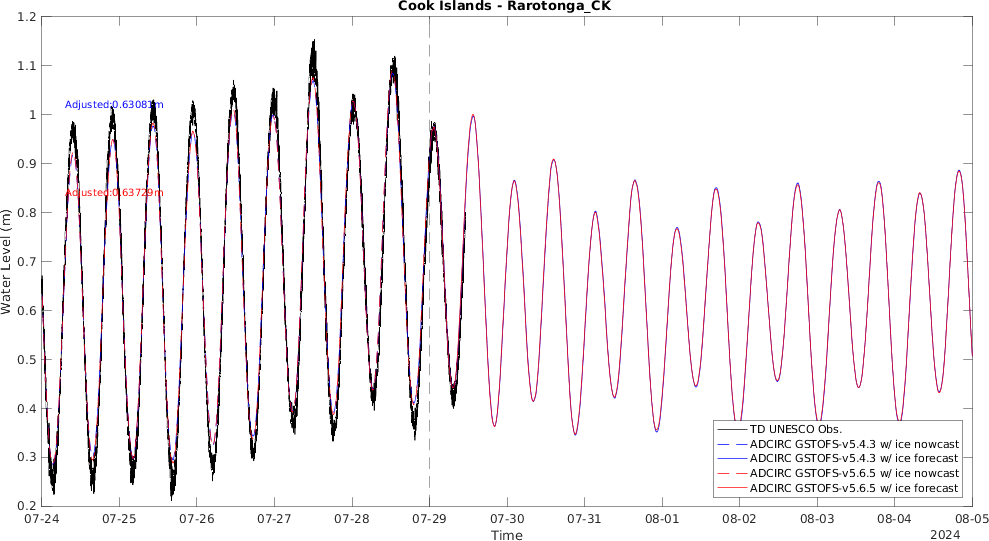 Cook Islands - Rarotonga_CK
1.2
1.1
1
0.9
0.8
0.7
0.6
0.5
0.4
0.3
0.2
Water Level (m)
Adjusted:0.63081m
Adjusted:0.63729m
TD UNESCO Obs.
ADCIRC GSTOFS-v5.4.3 w/ ice nowcast
ADCIRC GSTOFS-v5.4.3 w/ ice forecast
ADCIRC GSTOFS-v5.6.5 w/ ice nowcast
ADCIRC GSTOFS-v5.6.5 w/ ice forecast
07-24 07-25 07-26 07-27 07-28 07-29 07-30 07-31 08-01 08-02 08-03 08-04 08-05
Time
2024